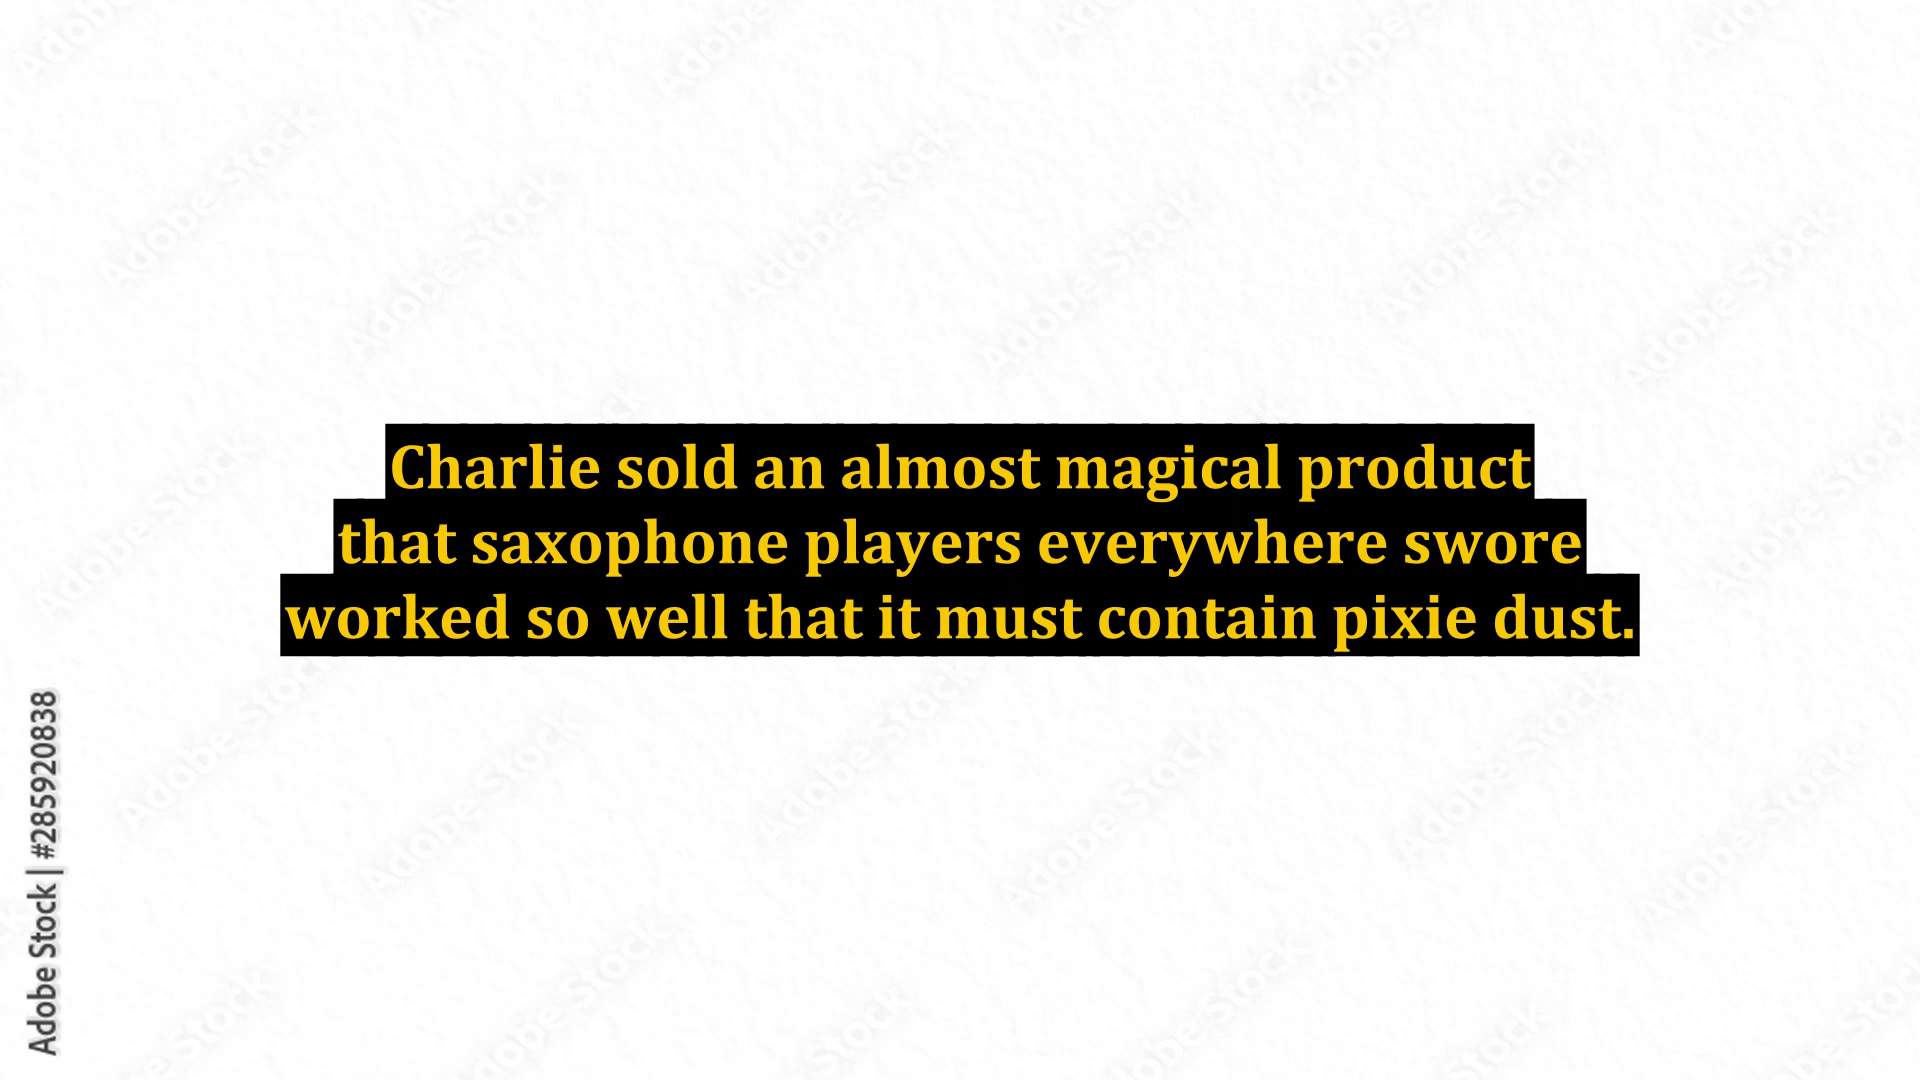 Charlie sold an almost magical product
that saxophone players everywhere swore
worked so well that it must contain pixie dust.
Adobe Stock | #285920838